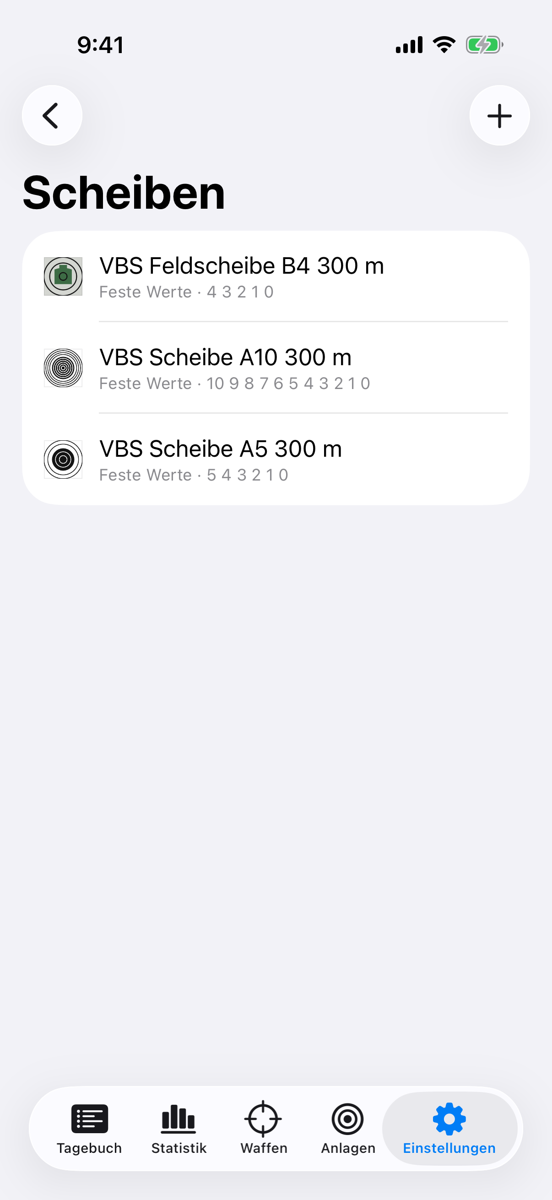 9:41
Scheiben
VBS Feldscheibe B4 300 m
Feste Werte · 4 3 2 1 0
VBS Scheibe A10 300 m
Feste Werte · 10 9 8 7 6 5 4 3 2 1 0
VBS Scheibe A5 300 m
Feste Werte · 5 4 3 2 1 0
Tagebuch Statistik Waffen Anlagen Einstellungen